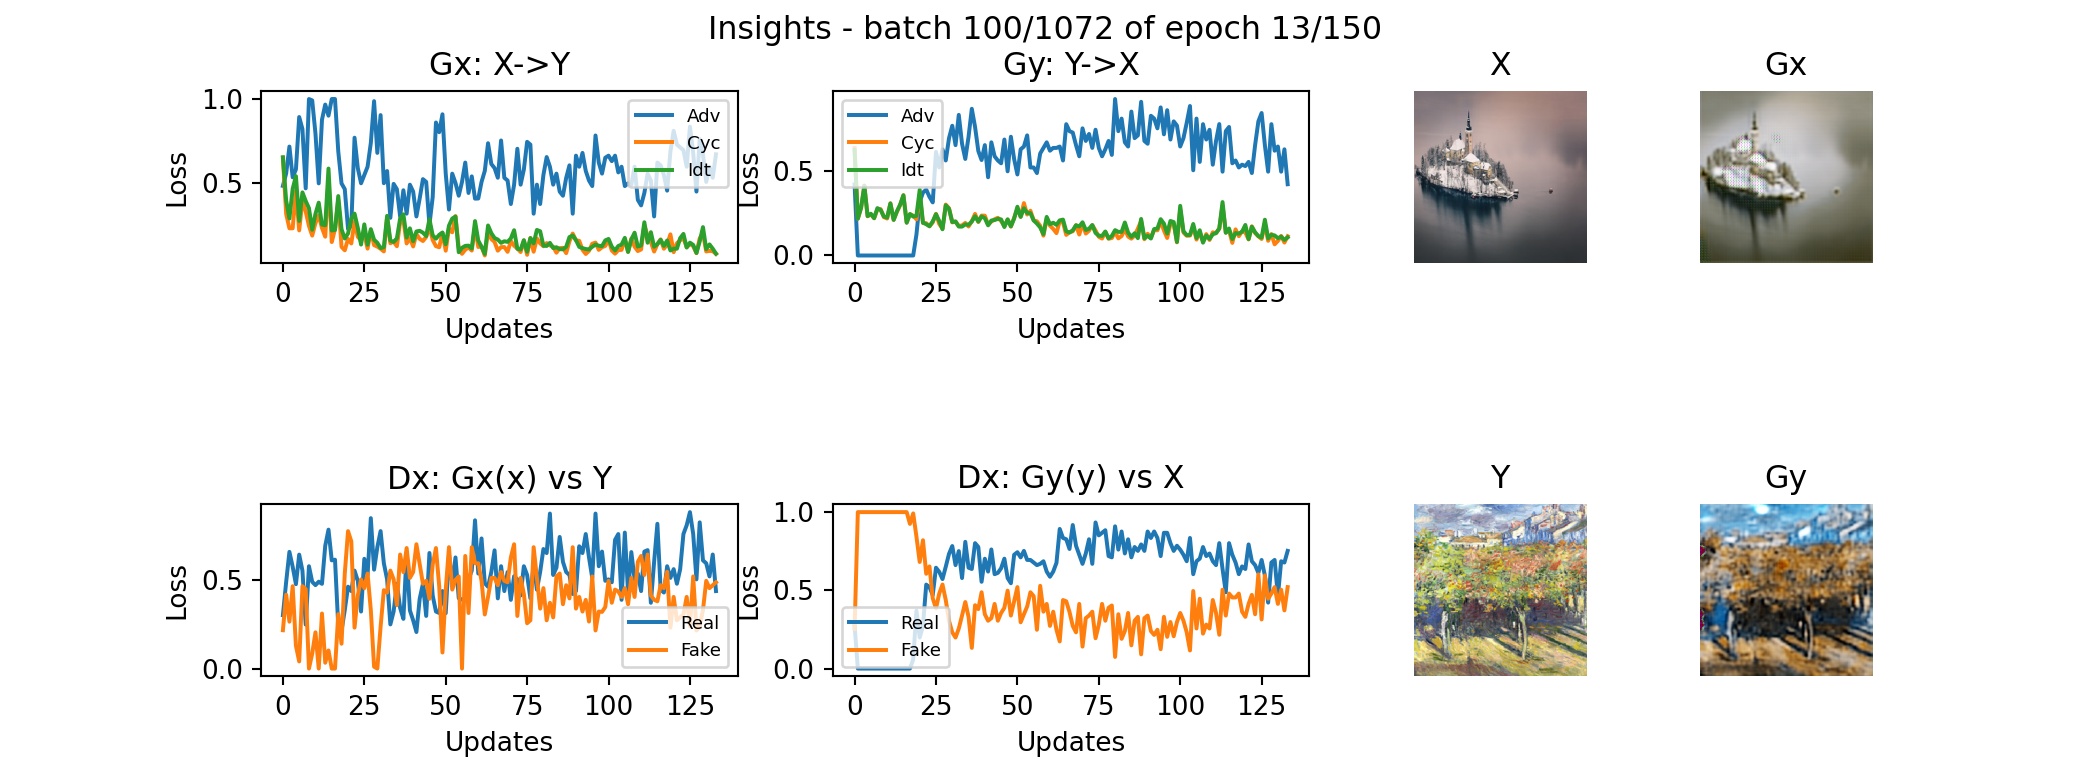 Insights - batch 100/1072 of epoch 13/150
Gx: X->Y
1.0
0.5
Loss
Adv
Cyc
Idt
0 25 50 75 100 125
Updates
Gy: Y->X
0.5
0.0
Loss
Adv
Cyc
Idt
0 25 50 75 100 125
Updates
X
Gx
Dx: Gx(x) vs Y
0.5
0.0
Loss
Real
Fake
0 25 50 75 100 125
Updates
Dx: Gy(y) vs X
1.0
0.5
0.0
Loss
Real
Fake
0 25 50 75 100 125
Updates
Y
Gy